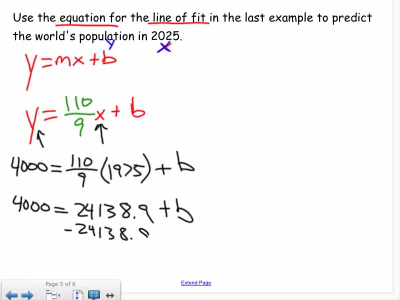 Use the equation for the line of fit in the last example to predict
the world's population in 2025.
y x
y = mx + b
y = 110/9 x + b
4000 = 110/9 (1975) + b
4000 = 24138.9 + b
-24138.9
Page 5 of 6
Extend Page